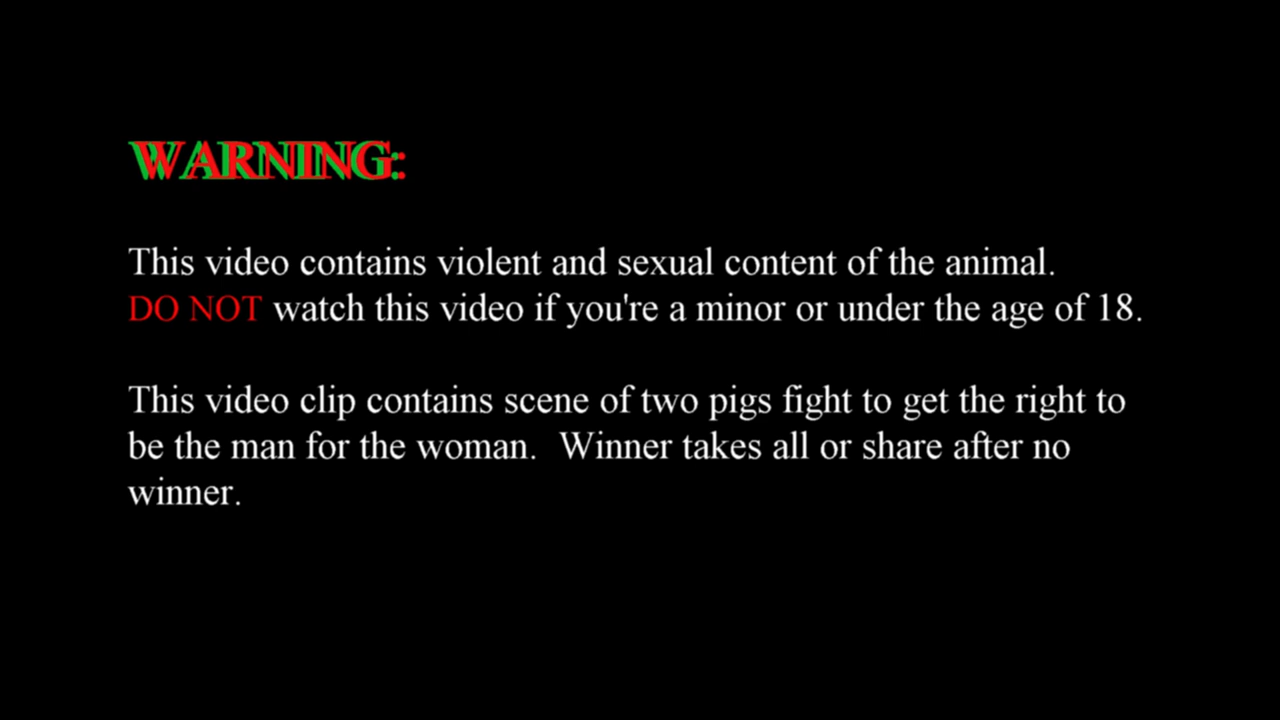 WARNING:
This video contains violent and sexual content of the animal.
DO NOT watch this video if you're a minor or under the age of 18.
This video clip contains scene of two pigs fight to get the right to
be the man for the woman.  Winner takes all or share after no
winner.